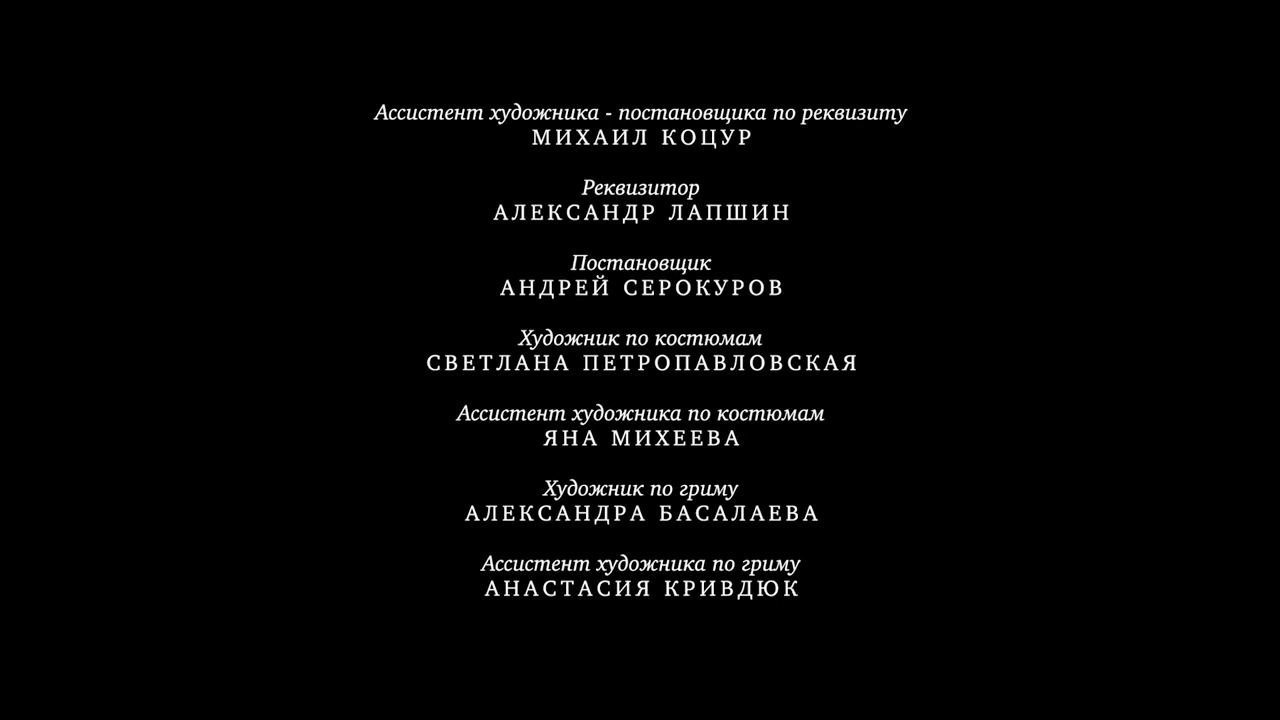 Ассистент художника - постановщика по реквизиту
МИХАИЛ КОЦУР
Реквизитор
АЛЕКСАНДР ЛАПШИН
Постановщик
АНДРЕЙ СЕРОКУРОВ
Художник по костюмам
СВЕТЛАНА ПЕТРОПАВЛОВСКАЯ
Ассистент художника по костюмам
ЯНА МИХЕЕВА
Художник по гриму
АЛЕКСАНДРА БАСАЛАЕВА
Ассистент художника по гриму
АНАСТАСИЯ КРИВДЮК